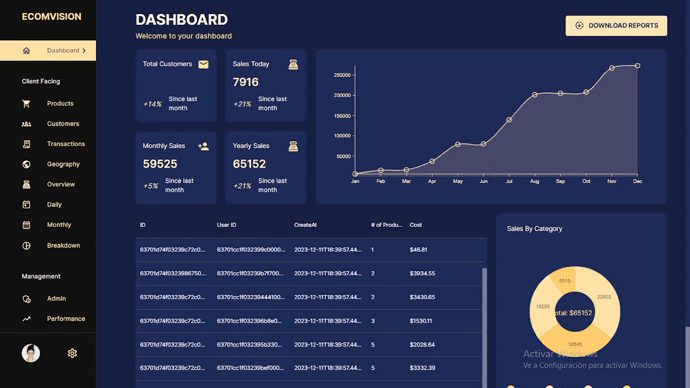 ECOMVISION
Dashboard
Client Facing
Products
Customers
Transactions
Geography
Overview
Daily
Monthly
Breakdown
Management
Admin
Performance
DASHBOARD
Welcome to your dashboard
DOWNLOAD REPORTS
Total Customers
+14%
Since last
month
Sales Today
7916
+21%
Since last
month
Monthly Sales
59525
+5%
Since last
month
Yearly Sales
65152
+21%
Since last
month
250000
200000
150000
100000
50000
Jan Feb Mar Apr May Jun Jul Aug Sep Oct Nov Dec
ID User ID CreateAt # of Produ... Cost
63701d74f03239c72c0... 63701cc1f032399c0000... 2023-12-11T18:39:57.44... 1 $46.81
63701d74f0323986750... 63701cc1f03239b7f700... 2023-12-11T18:39:57.44... 2 $3934.55
63701d74f03239c72c0... 63701cc1f03239444100... 2023-12-11T18:39:57.44... 2 $3430.65
63701d74f03239c72c0... 63701cc1f032396b8e0... 2023-12-11T18:39:57.44... 3 $1530.11
63701d74f03239c72c0... 63701cc1f032395b330... 2023-12-11T18:39:57.44... 5 $2028.64
63701d74f03239c72c0... 63701cc1f03239bef000... 2023-12-11T18:39:57.44... 5 $3332.39
Sales By Category
6515
22803
otal: $65152
Activar Windows
Ve a Configuración para activar Windows.